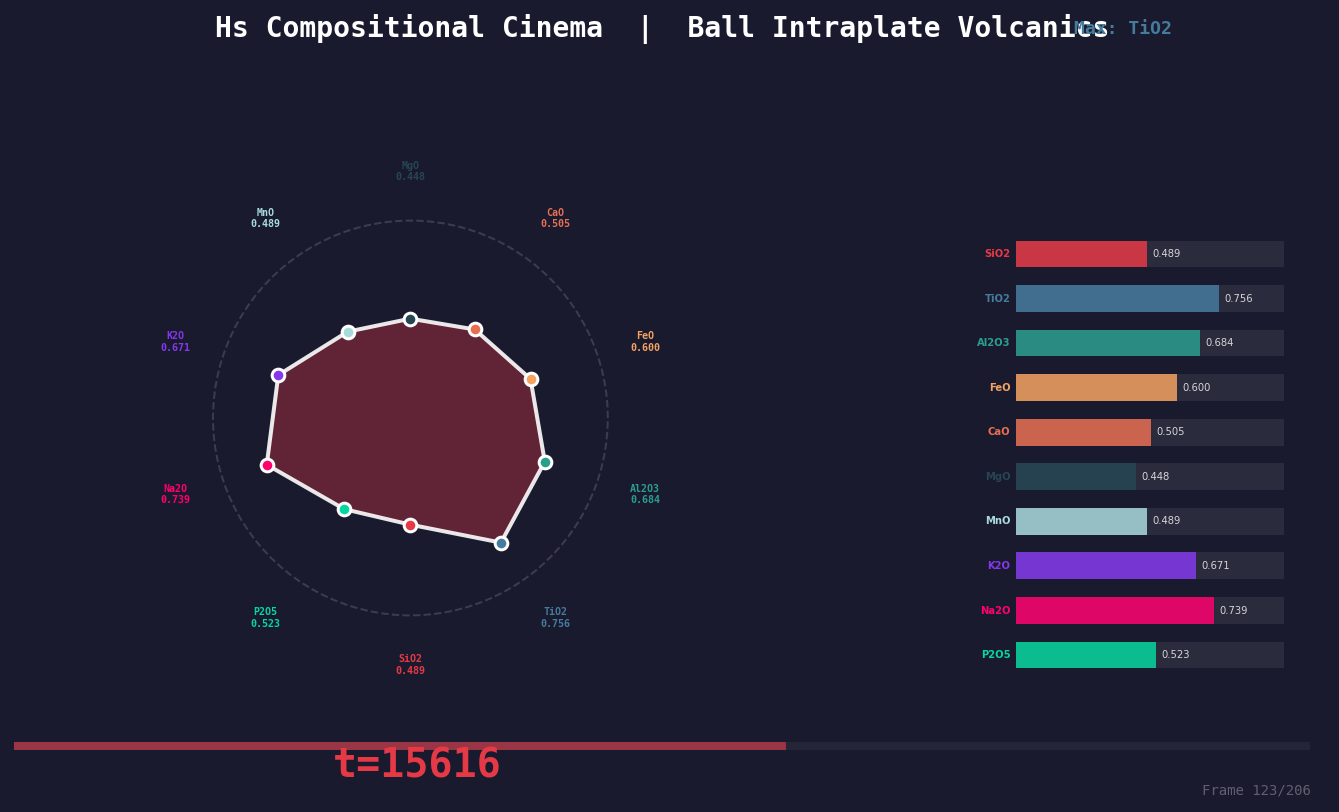 Hs Compositional Cinema | Ball Intraplate Volcanics
Max: TiO2
MgO
0.448
MnO
0.489
CaO
0.505
K2O
0.671
FeO
0.600
Na2O
0.739
Al2O3
0.684
P2O5
0.523
TiO2
0.756
SiO2
0.489
SiO2 0.489
TiO2 0.756
Al2O3 0.684
FeO 0.600
CaO 0.505
MgO 0.448
MnO 0.489
K2O 0.671
Na2O 0.739
P2O5 0.523
t=15616
Frame 123/206